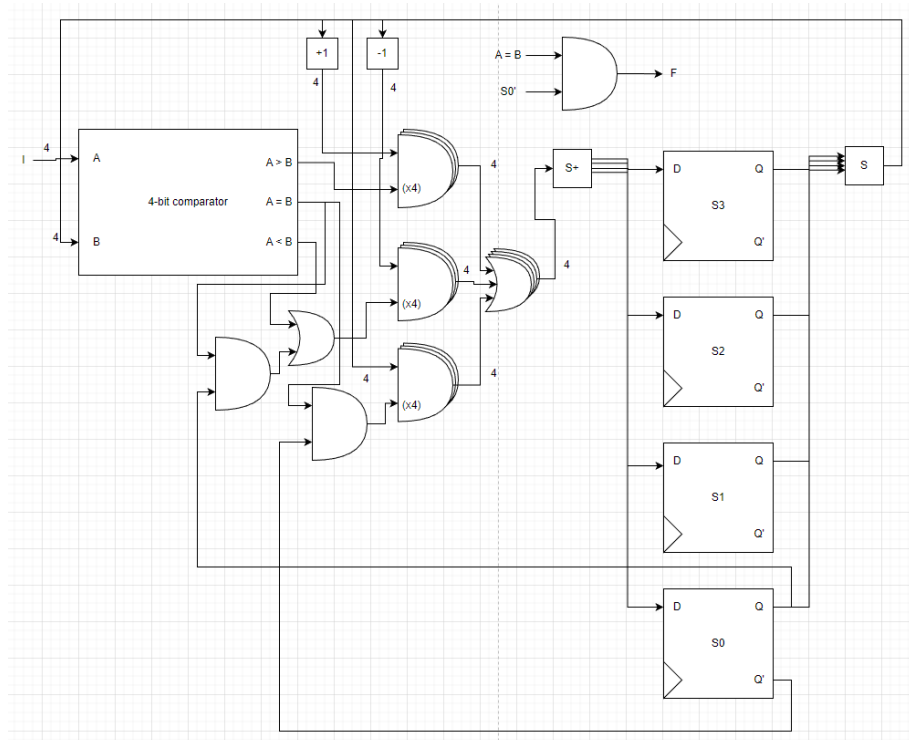 +1
-1
4
4
A = B
F
S0'
4
I
A
A > B
4-bit comparator
A = B
4
B
A < B
(x4)
4
S+
D
Q
S3
Q'
S
4
(x4)
4
D
Q
S2
Q'
4
4
(x4)
D
Q
S1
Q'
D
Q
S0
Q'